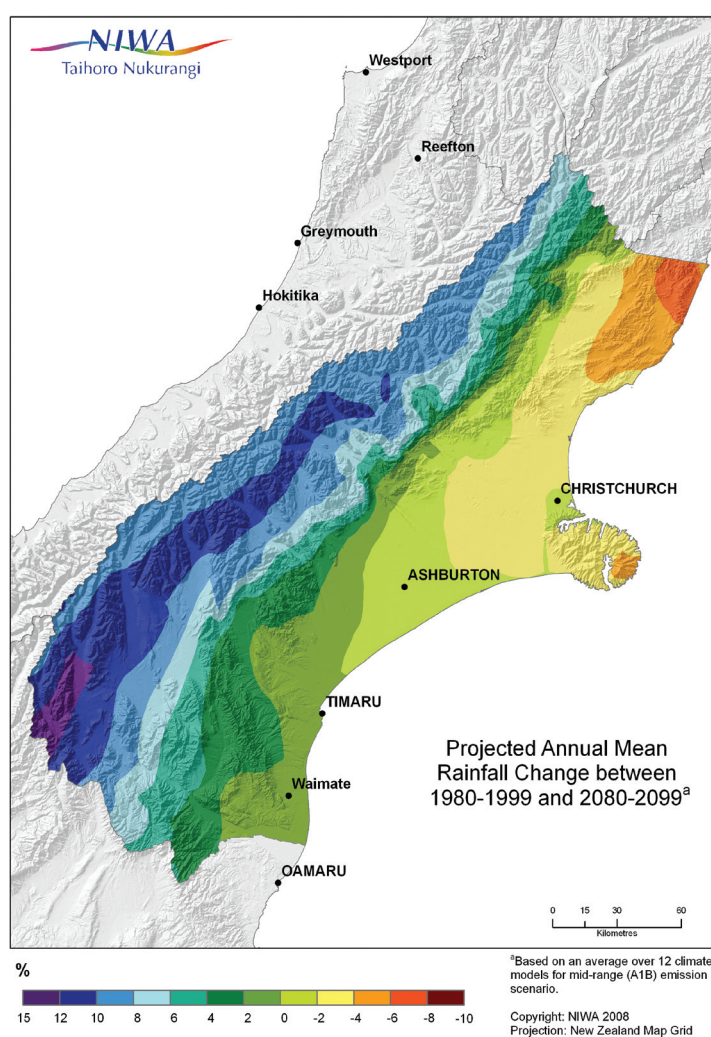 NIWA
Taihoro Nukurangi
Westport
Reefton
Greymouth
Hokitika
CHRISTCHURCH
ASHBURTON
TIMARU
Waimate
OAMARU
Projected Annual Mean
Rainfall Change between
1980-1999 and 2080-2099ᵃ
0 15 30 60
Kilometres
%
15 12 10 8 6 4 2 0 -2 -4 -6 -8 -10
ᵃBased on an average over 12 climate
models for mid-range (A1B) emission
scenario.
Copyright: NIWA 2008
Projection: New Zealand Map Grid